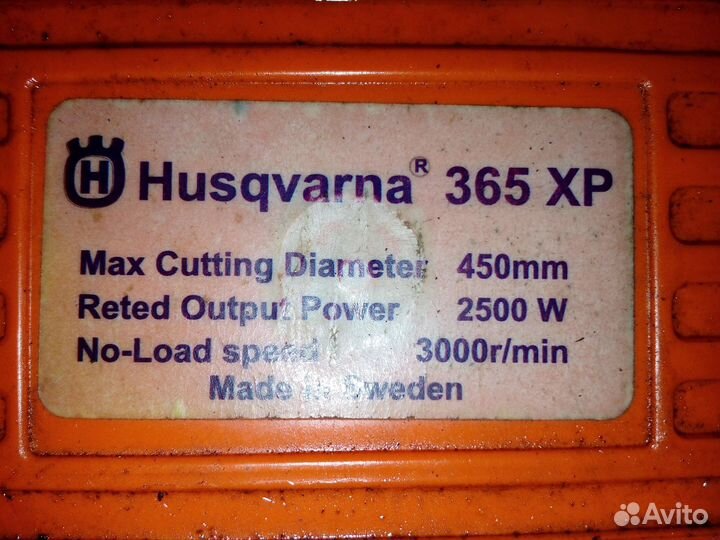 H Husqvarna® 365 XP
Max Cutting Diameter 450mm
Reted Output Power 2500 W
No-Load speed 3000r/min
Made in Sweden
Avito